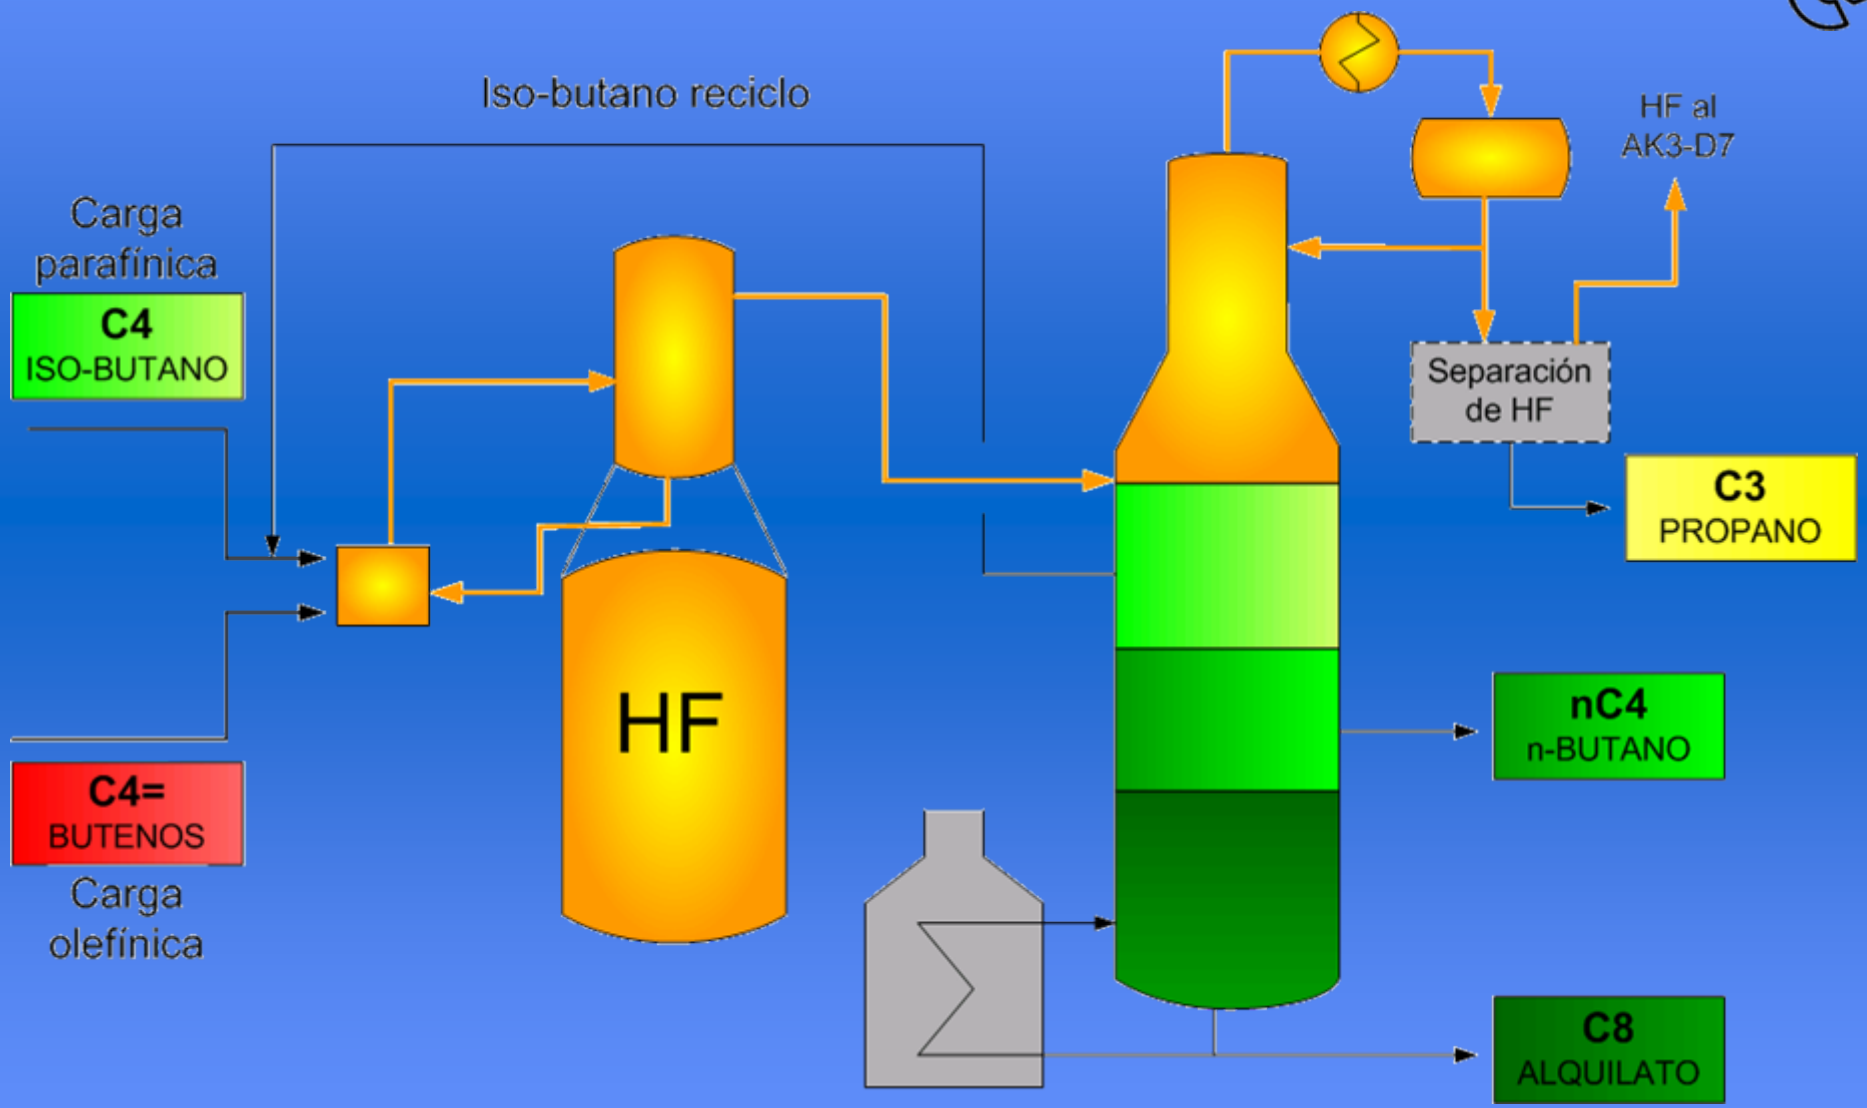 Iso-butano reciclo
HF al
AK3-D7
Carga
parafínica
C4
ISO-BUTANO
Separación
de HF
C3
PROPANO
HF
nC4
n-BUTANO
C4=
BUTENOS
Carga
olefínica
C8
ALQUILATO